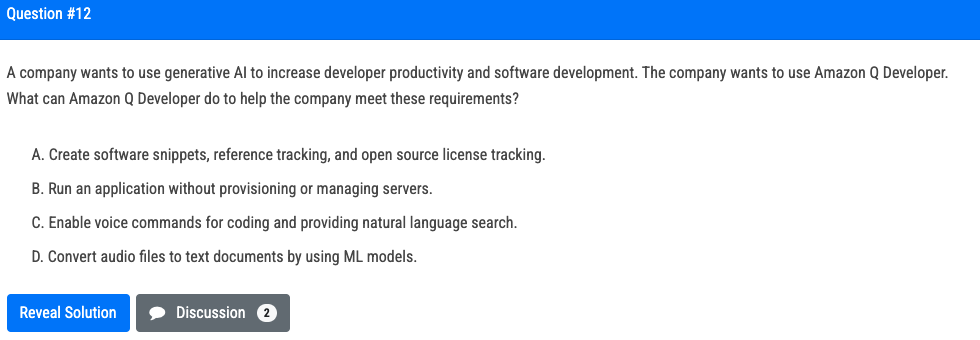 Question #12
A company wants to use generative AI to increase developer productivity and software development. The company wants to use Amazon Q Developer.
What can Amazon Q Developer do to help the company meet these requirements?
A. Create software snippets, reference tracking, and open source license tracking.
B. Run an application without provisioning or managing servers.
C. Enable voice commands for coding and providing natural language search.
D. Convert audio files to text documents by using ML models.
Reveal Solution Discussion 2